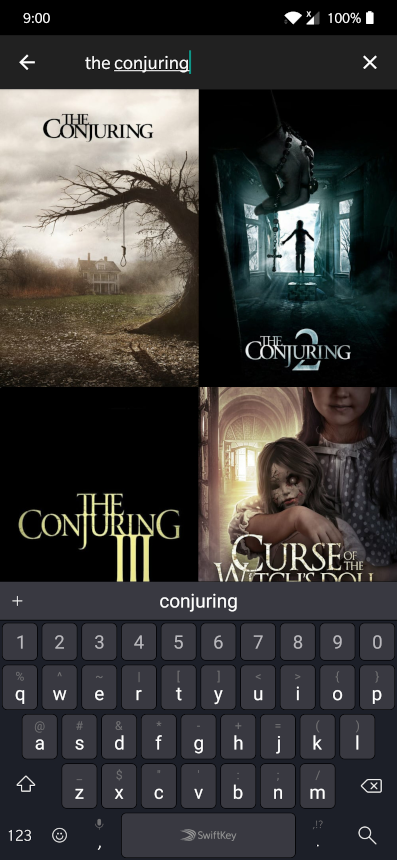 9:00 100%
the conjuring
THE
CONJURING
THE
CONJURING 2
THE
CONJURING
III
CURSE OF THE
WITCH'S DOLL
conjuring
1 2 3 4 5 6 7 8 9 0
% ^ ~ | [ ] < > { }
q w e r t y u i o p
@ # & * - + = ( )
a s d f g h j k l
_ $ " ' : ; /
z x c v b n m
123 , SwiftKey ,!? .